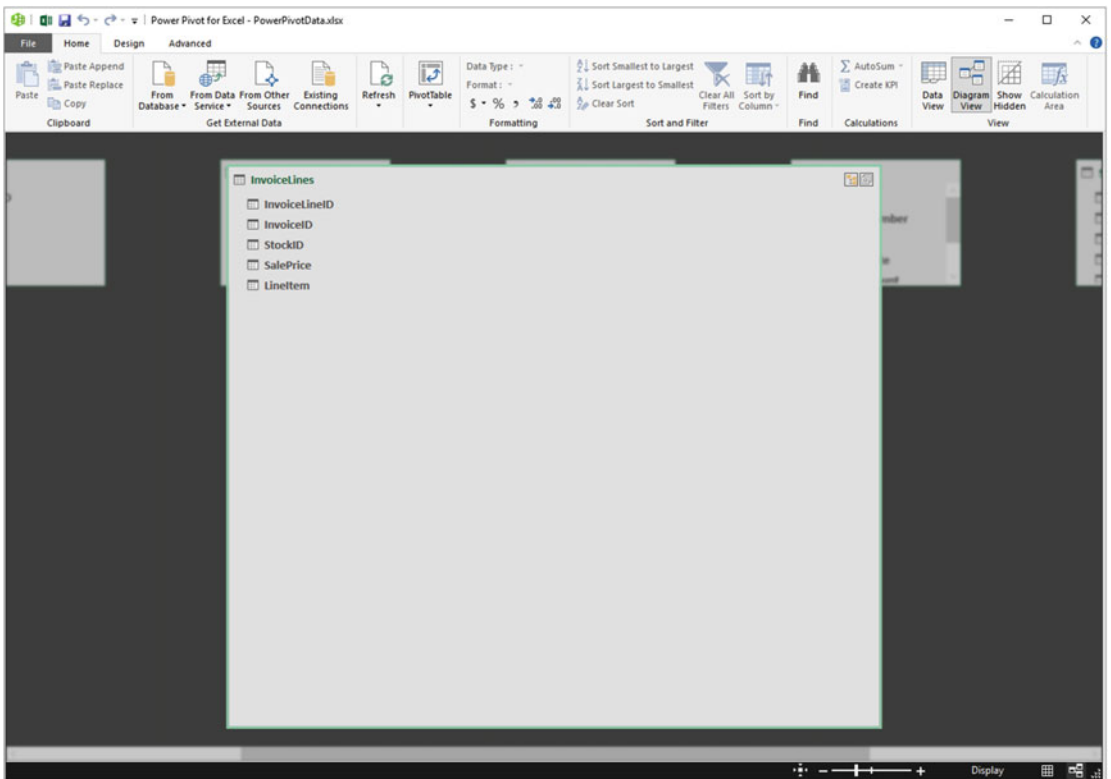 Power Pivot for Excel - PowerPivotData.xlsx
File Home Design Advanced
Paste
Paste Append
Paste Replace
Copy
Clipboard
From Database
From Data Service
From Other Sources
Existing Connections
Get External Data
Refresh
PivotTable
Data Type :
Format :
$ % ,
Formatting
Sort Smallest to Largest
Sort Largest to Smallest
Clear Sort
Clear All Filters
Sort by Column
Sort and Filter
Find
Find
AutoSum
Create KPI
Calculations
Data View
Diagram View
Show Hidden
Calculation Area
View
InvoiceLines
InvoiceLineID
InvoiceID
StockID
SalePrice
LineItem
Display